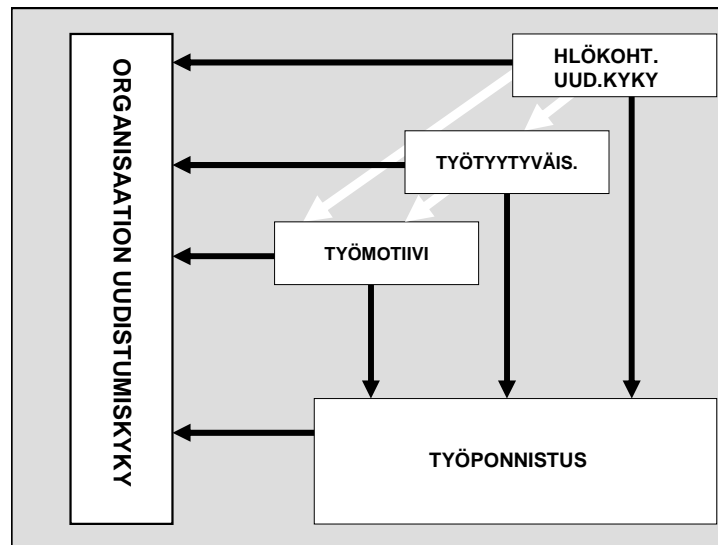 ORGANISAATION UUDISTUMISKYKY
HLÖKOHT.
UUD.KYKY
TYÖTYYTYVÄIS.
TYÖMOTIIVI
TYÖPONNISTUS